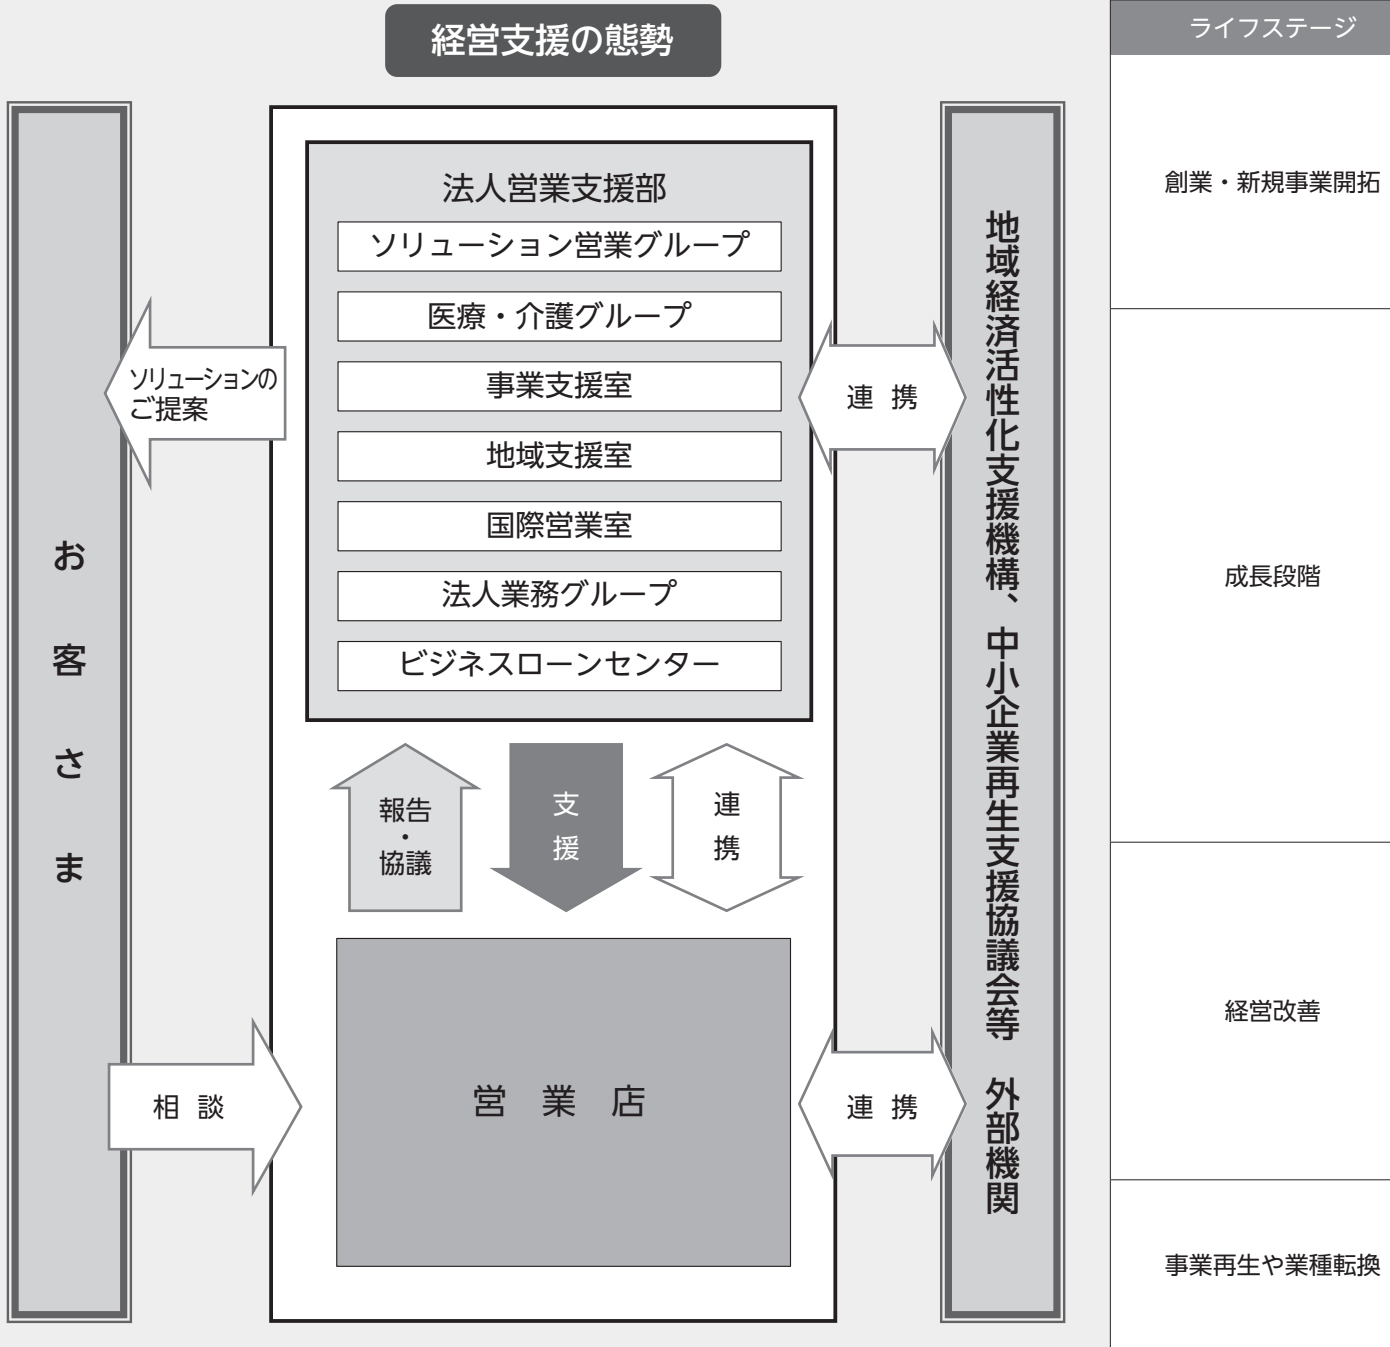 経営支援の態勢
お客さま
ソリューションの
ご提案
相 談
法人営業支援部
ソリューション営業グループ
医療・介護グループ
事業支援室
地域支援室
国際営業室
法人業務グループ
ビジネスローンセンター
報告
・
協議
支援
連携
営 業 店
連 携
連 携
地域経済活性化支援機構、中小企業再生支援協議会等 外部機関
ライフステージ
創業・新規事業開拓
成長段階
経営改善
事業再生や業種転換